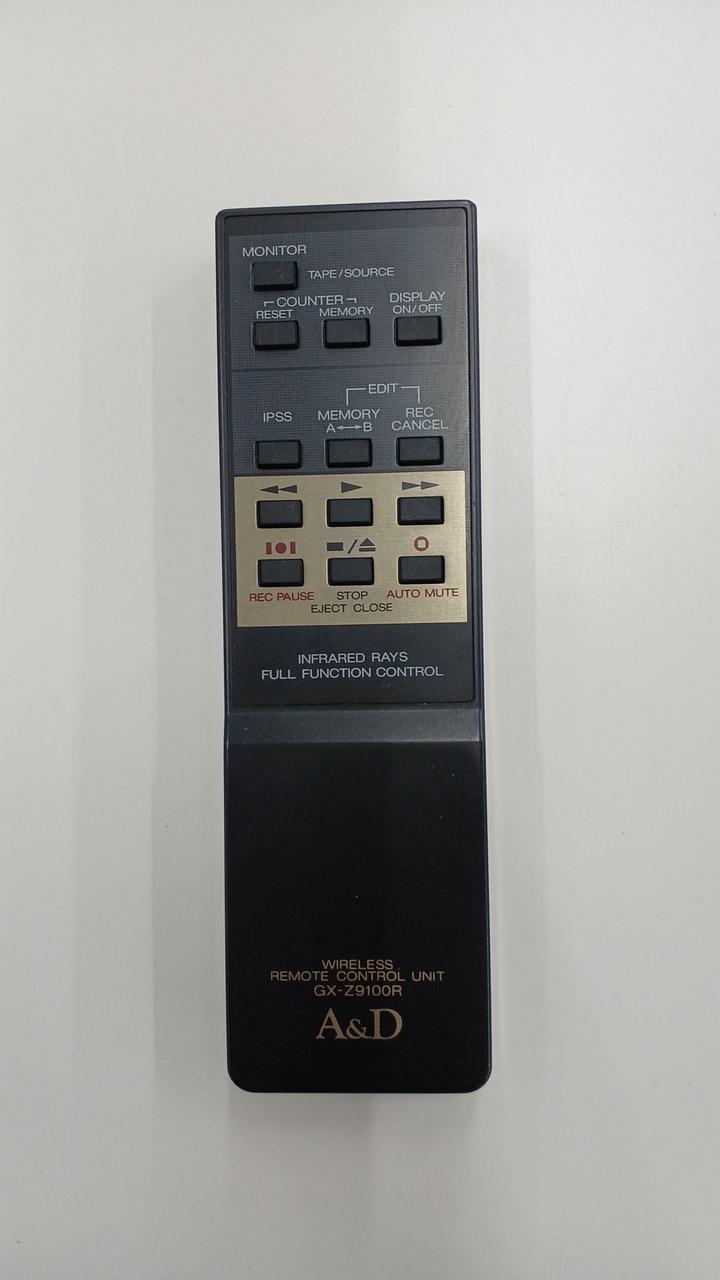 MONITOR
TAPE/SOURCE
COUNTER
RESET MEMORY
DISPLAY
ON/OFF
EDIT
IPSS
MEMORY
A↔B
REC
CANCEL
REC PAUSE
STOP
EJECT CLOSE
AUTO MUTE
INFRARED RAYS
FULL FUNCTION CONTROL
WIRELESS
REMOTE CONTROL UNIT
GX-Z9100R
A&D